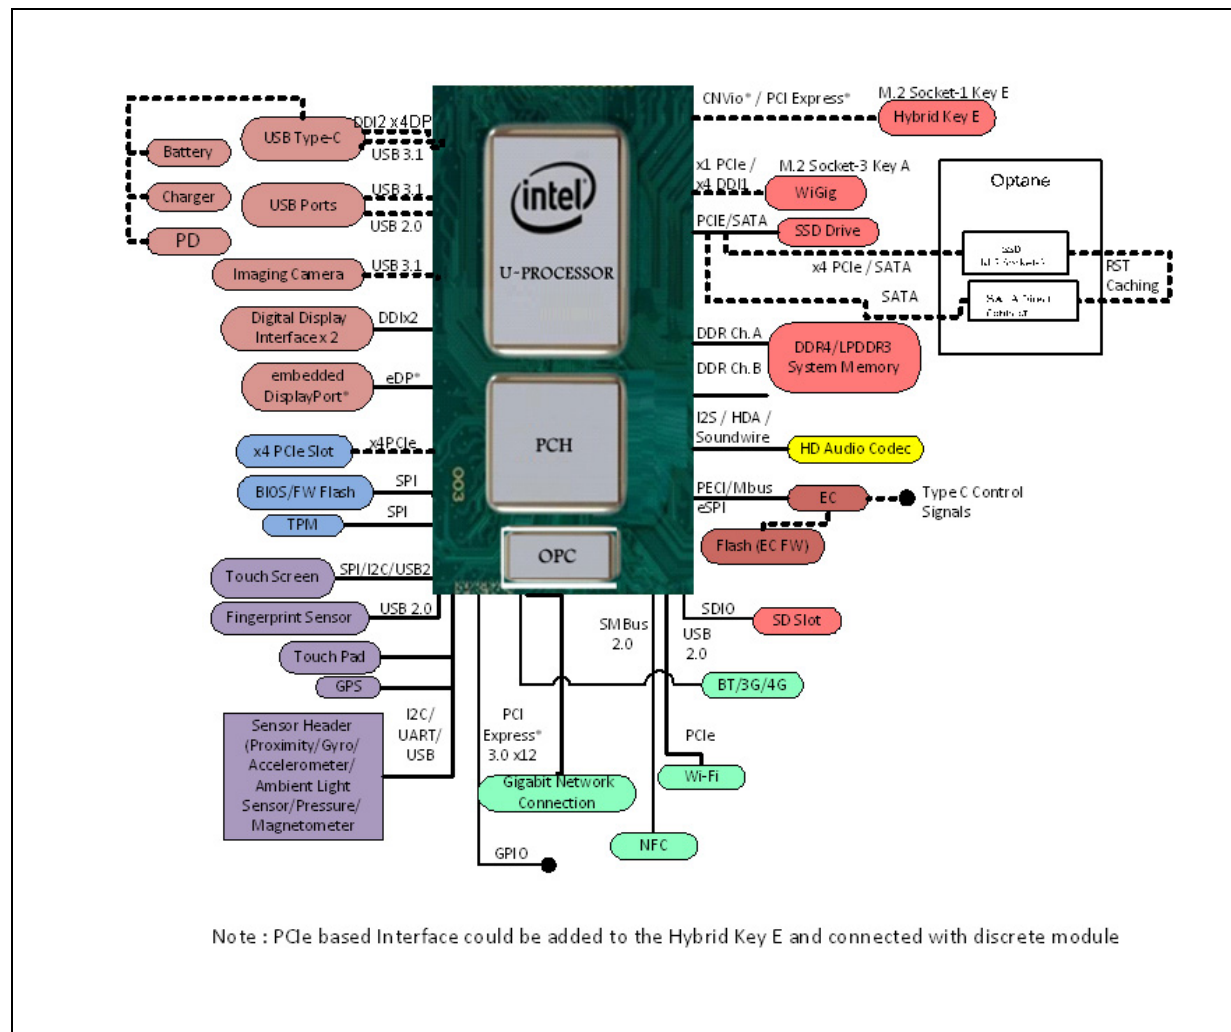 CNVio* / PCI Express*
M.2 Socket-1 Key E
Hybrid Key E
DDI2 x4DP
USB Type-C
USB 3.1
Battery
Charger
PD
USB 3.1
USB Ports
USB 2.0
Imaging Camera
USB 3.1
Digital Display
Interface x 2
DDIx2
embedded
DisplayPort*
eDP*
x4 PCIe Slot
x4PCIe
BIOS/FW Flash
SPI
TPM
SPI
Touch Screen
SPI/I2C/USB2
Fingerprint Sensor
USB 2.0
Touch Pad
GPS
Sensor Header
(Proximity/Gyro/
Accelerometer/
Ambient Light
Sensor/Pressure/
Magnetometer
I2C/
UART/
USB
intel
U-PROCESSOR
PCH
003
OPC
x1 PCIe /
x4 DDI1
M.2 Socket-3 Key A
WiGig
PCIE/SATA
SSD Drive
x4 PCIe / SATA
SATA
Optane
SSD
RST
Caching
DDR Ch.A
DDR Ch.B
DDR4/LPDDR3
System Memory
I2S / HDA /
Soundwire
HD Audio Codec
PECI/Mbus
eSPI
EC
Type C Control
Signals
Flash (EC FW)
SDIO
SD Slot
SMBus
2.0
USB
2.0
BT/3G/4G
PCI
Express*
3.0 x12
PCIe
Wi-Fi
Gigabit Network
Connection
NFC
GPIO
Note : PCIe based Interface could be added to the Hybrid Key E and connected with discrete module